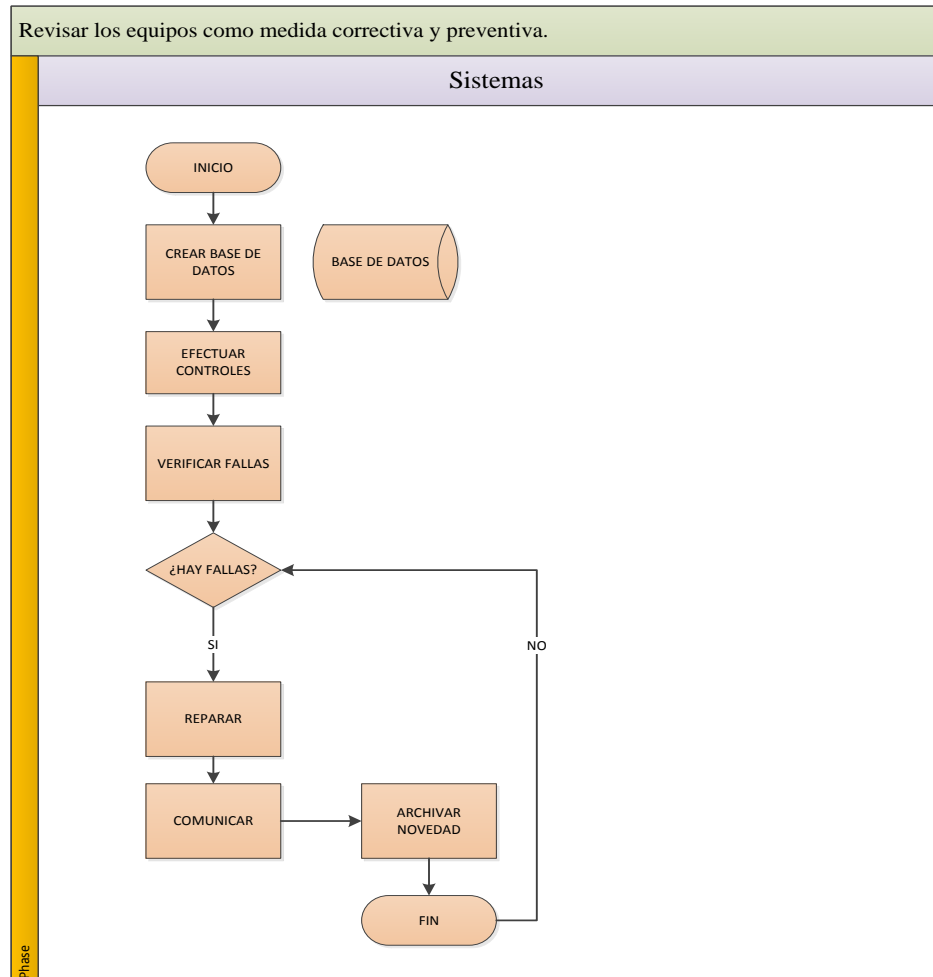 Revisar los equipos como medida correctiva y preventiva.
Sistemas
INICIO
CREAR BASE DE
DATOS
BASE DE DATOS
EFECTUAR
CONTROLES
VERIFICAR FALLAS
¿HAY FALLAS?
SI
NO
REPARAR
COMUNICAR
ARCHIVAR
NOVEDAD
FIN
Phase